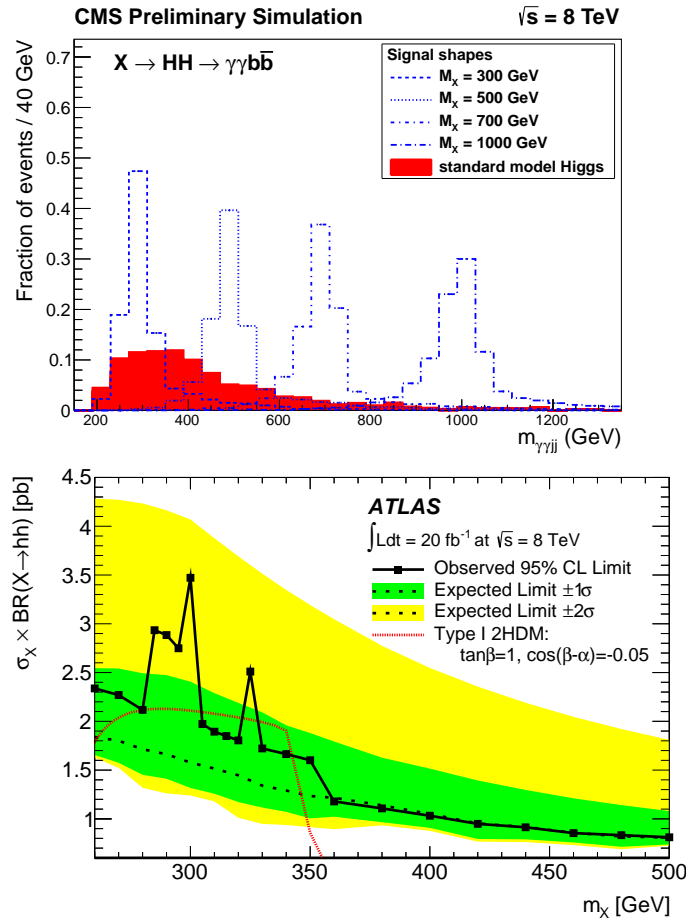 CMS Preliminary Simulation √s = 8 TeV
X → HH → γγbb̅
Signal shapes
M_X = 300 GeV
M_X = 500 GeV
M_X = 700 GeV
M_X = 1000 GeV
standard model Higgs
Fraction of events / 40 GeV
0.7
0.6
0.5
0.4
0.3
0.2
0.1
0
200 400 600 800 1000 1200
m_γγjj (GeV)
σ_X × BR(X→hh) [pb]
4.5
4
3.5
3
2.5
2
1.5
1
ATLAS
∫Ldt = 20 fb⁻¹ at √s = 8 TeV
Observed 95% CL Limit
Expected Limit ±1σ
Expected Limit ±2σ
Type I 2HDM:
tanβ=1, cos(β-α)=-0.05
300 350 400 450 500
m_X [GeV]